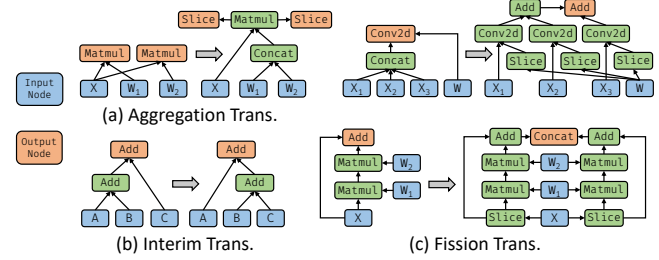 Input
Node
Output
Node
Slice Matmul Slice
Matmul Matmul
Concat
X W1 W2 X W1 W2
(a) Aggregation Trans.
Add Add
Add Add
A B C A B C
(b) Interim Trans.
Add Add
Conv2d Conv2d Conv2d Conv2d
Concat Slice Slice Slice
X1 X2 X3 W X1 X2 X3 W
Add Add Concat Add
Matmul W2 Matmul W2 Matmul
Matmul W1 Matmul W1 Matmul
X Slice X Slice
(c) Fission Trans.